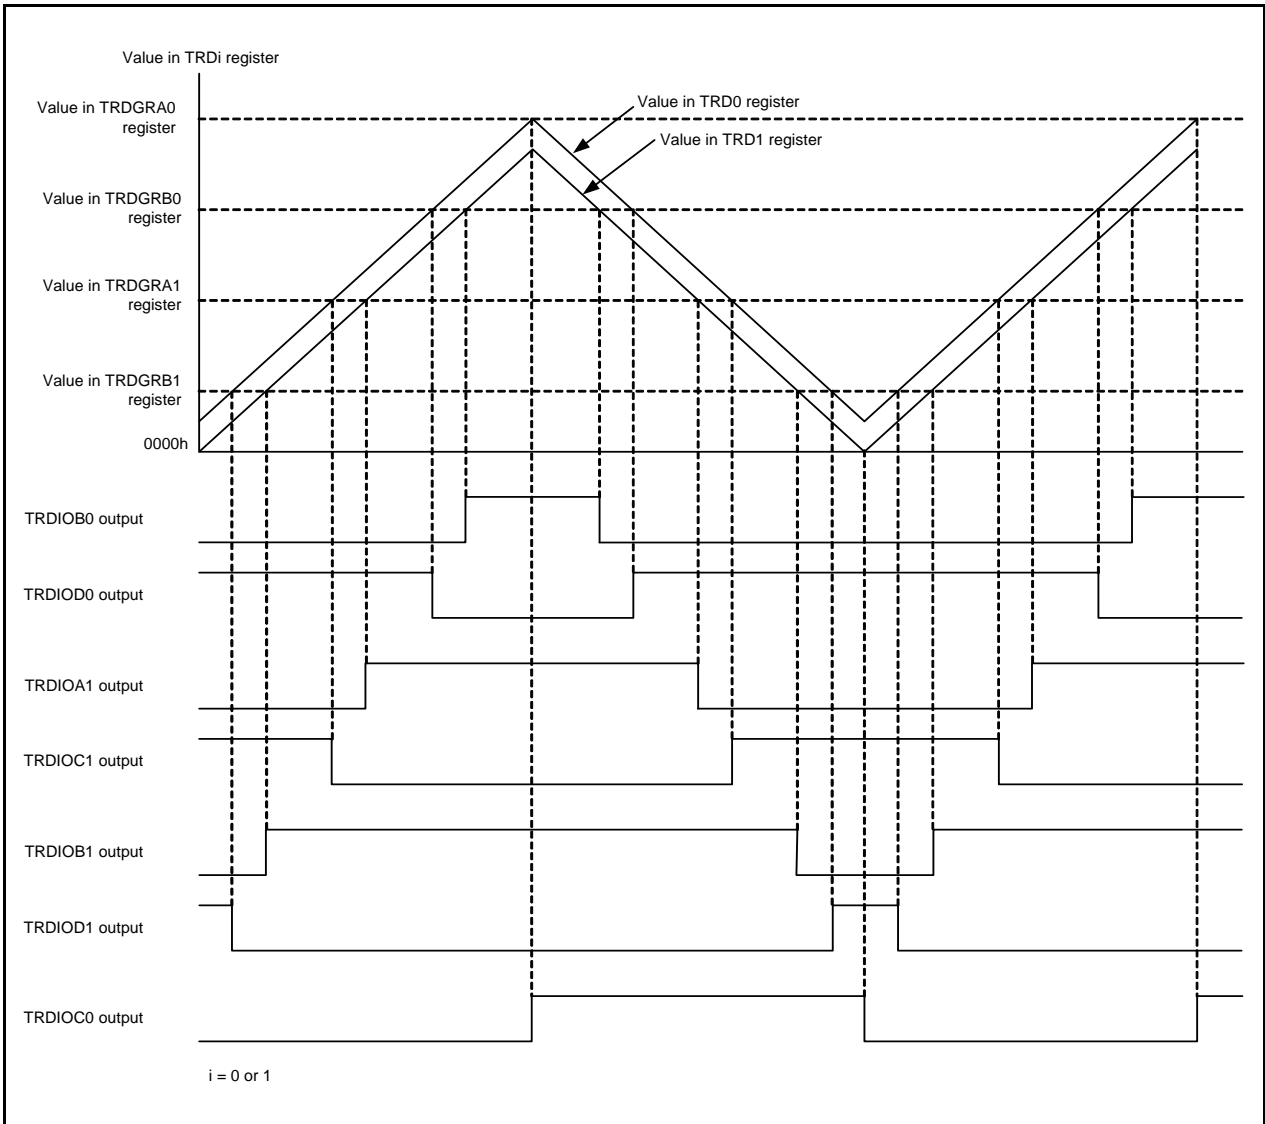 Value in TRDi register
Value in TRDGRA0
register
Value in TRD0 register
Value in TRD1 register
Value in TRDGRB0
register
Value in TRDGRA1
register
Value in TRDGRB1
register
0000h
TRDIOB0 output
TRDIOD0 output
TRDIOA1 output
TRDIOC1 output
TRDIOB1 output
TRDIOD1 output
TRDIOC0 output
i = 0 or 1